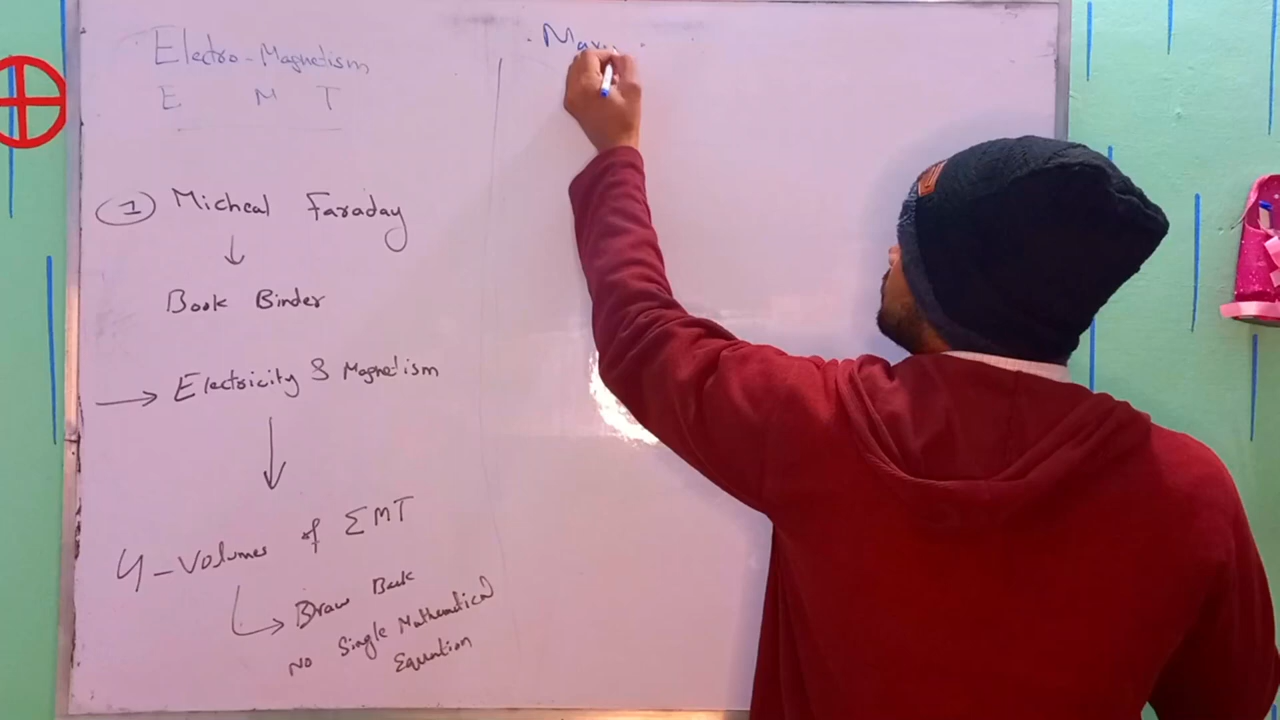 Electro-Magnetism
E M T
1 Micheal Faraday
↓
Book Binder
→ Electricity & Magnetism
↓
4-Volumes of EMT
Draw Back
No Single Mathematical
Equation
Max